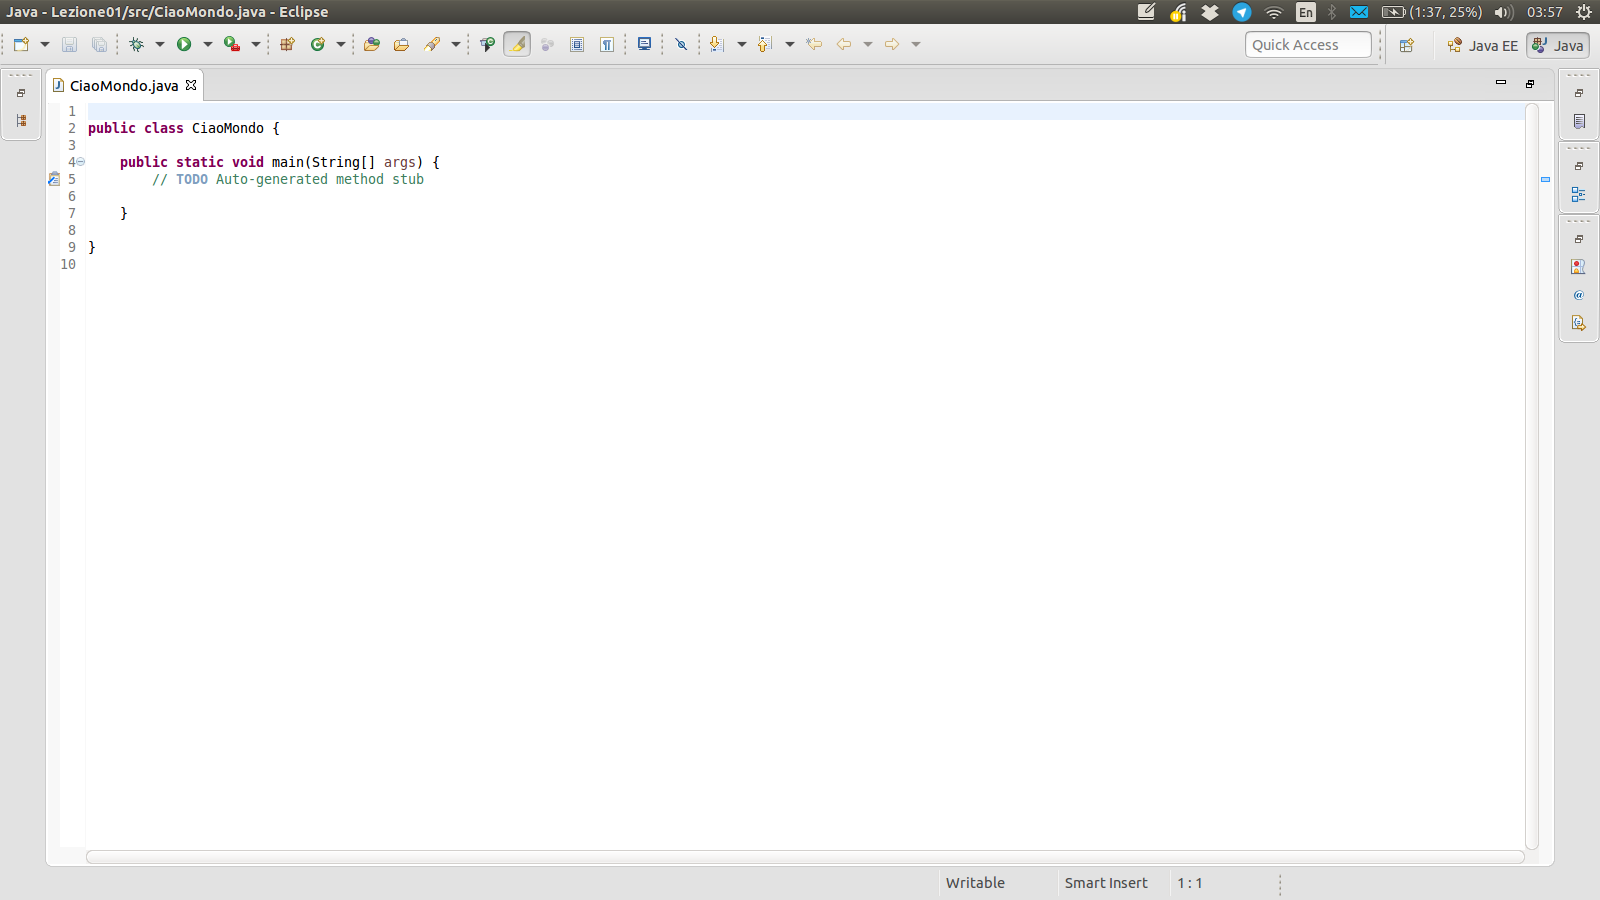 Java - Lezione01/src/CiaoMondo.java - Eclipse
En
(1:37, 25%)
03:57
Quick Access
Java EE
Java
CiaoMondo.java
1
2 public class CiaoMondo {
3
4 public static void main(String[] args) {
5 // TODO Auto-generated method stub
6
7 }
8
9 }
10
Writable
Smart Insert
1 : 1